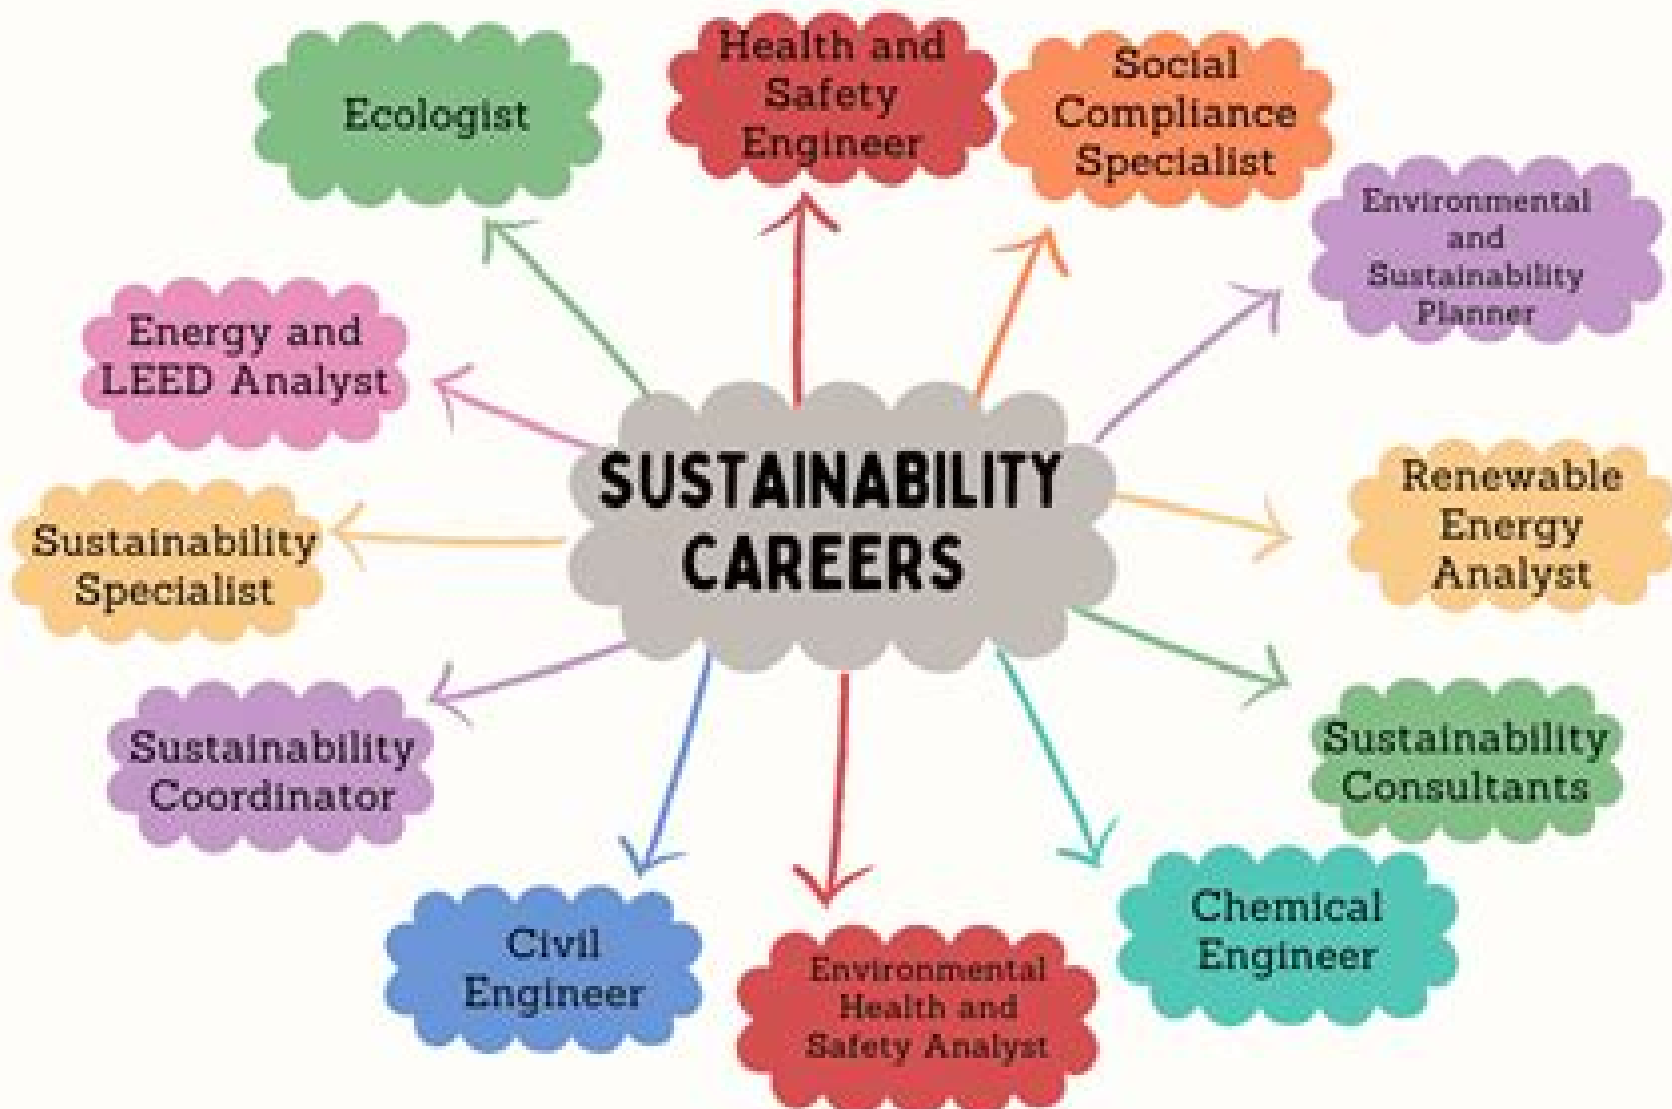 Ecologist
Health and
Safety
Engineer
Social
Compliance
Specialist
Environmental
and
Sustainability
Planner
Energy and
LEED Analyst
SUSTAINABILITY
CAREERS
Renewable
Energy
Analyst
Sustainability
Specialist
Sustainability
Coordinator
Sustainability
Consultants
Civil
Engineer
Environmental
Health and
Safety Analyst
Chemical
Engineer